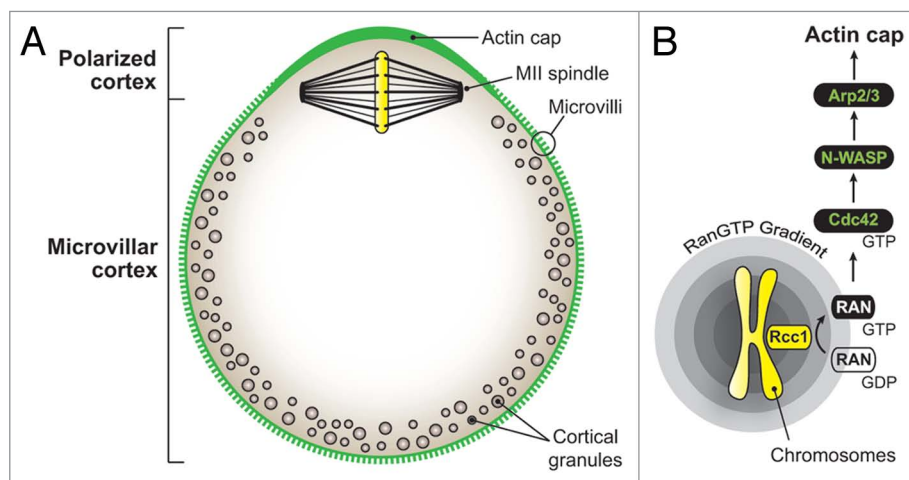 A
Polarized
cortex
Microvillar
cortex
Actin cap
MII spindle
Microvilli
Cortical
granules
B
Actin cap
Arp2/3
N-WASP
Cdc42
GTP
RanGTP Gradient
RAN
GTP
Rcc1
RAN
GDP
Chromosomes